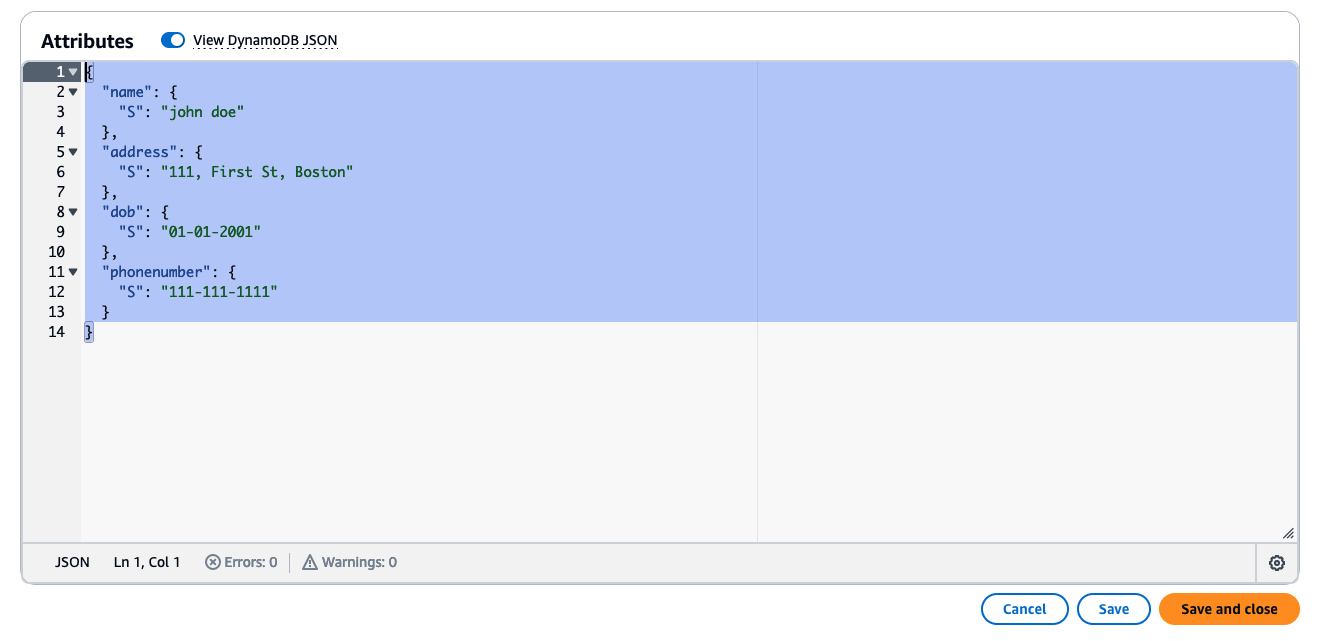 Attributes View DynamoDB JSON
1 {
2 "name": {
3 "S": "john doe"
4 },
5 "address": {
6 "S": "111, First St, Boston"
7 },
8 "dob": {
9 "S": "01-01-2001"
10 },
11 "phonenumber": {
12 "S": "111-111-1111"
13 }
14 }
JSON Ln 1, Col 1 Errors: 0 Warnings: 0
Cancel Save Save and close